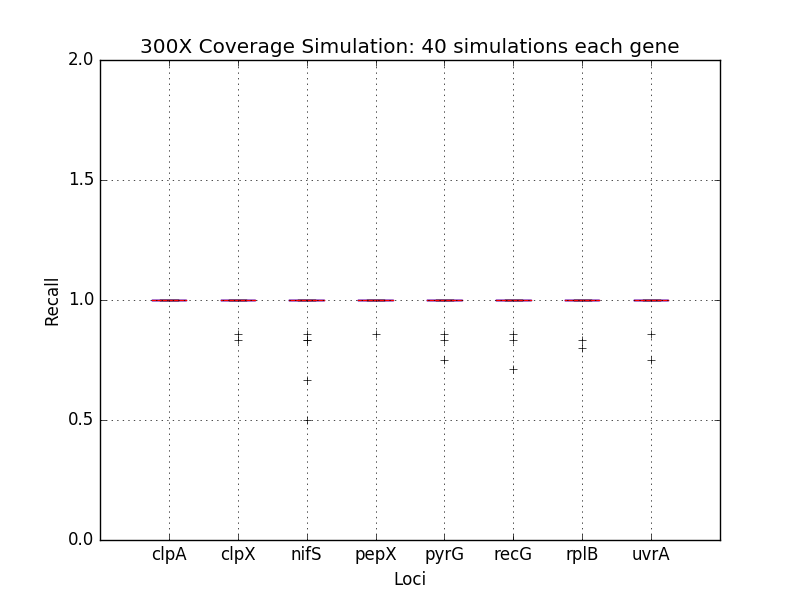 300X Coverage Simulation: 40 simulations each gene
2.0
1.5
1.0
0.5
0.0
Recall
clpA clpX nifS pepX pyrG recG rplB uvrA
Loci